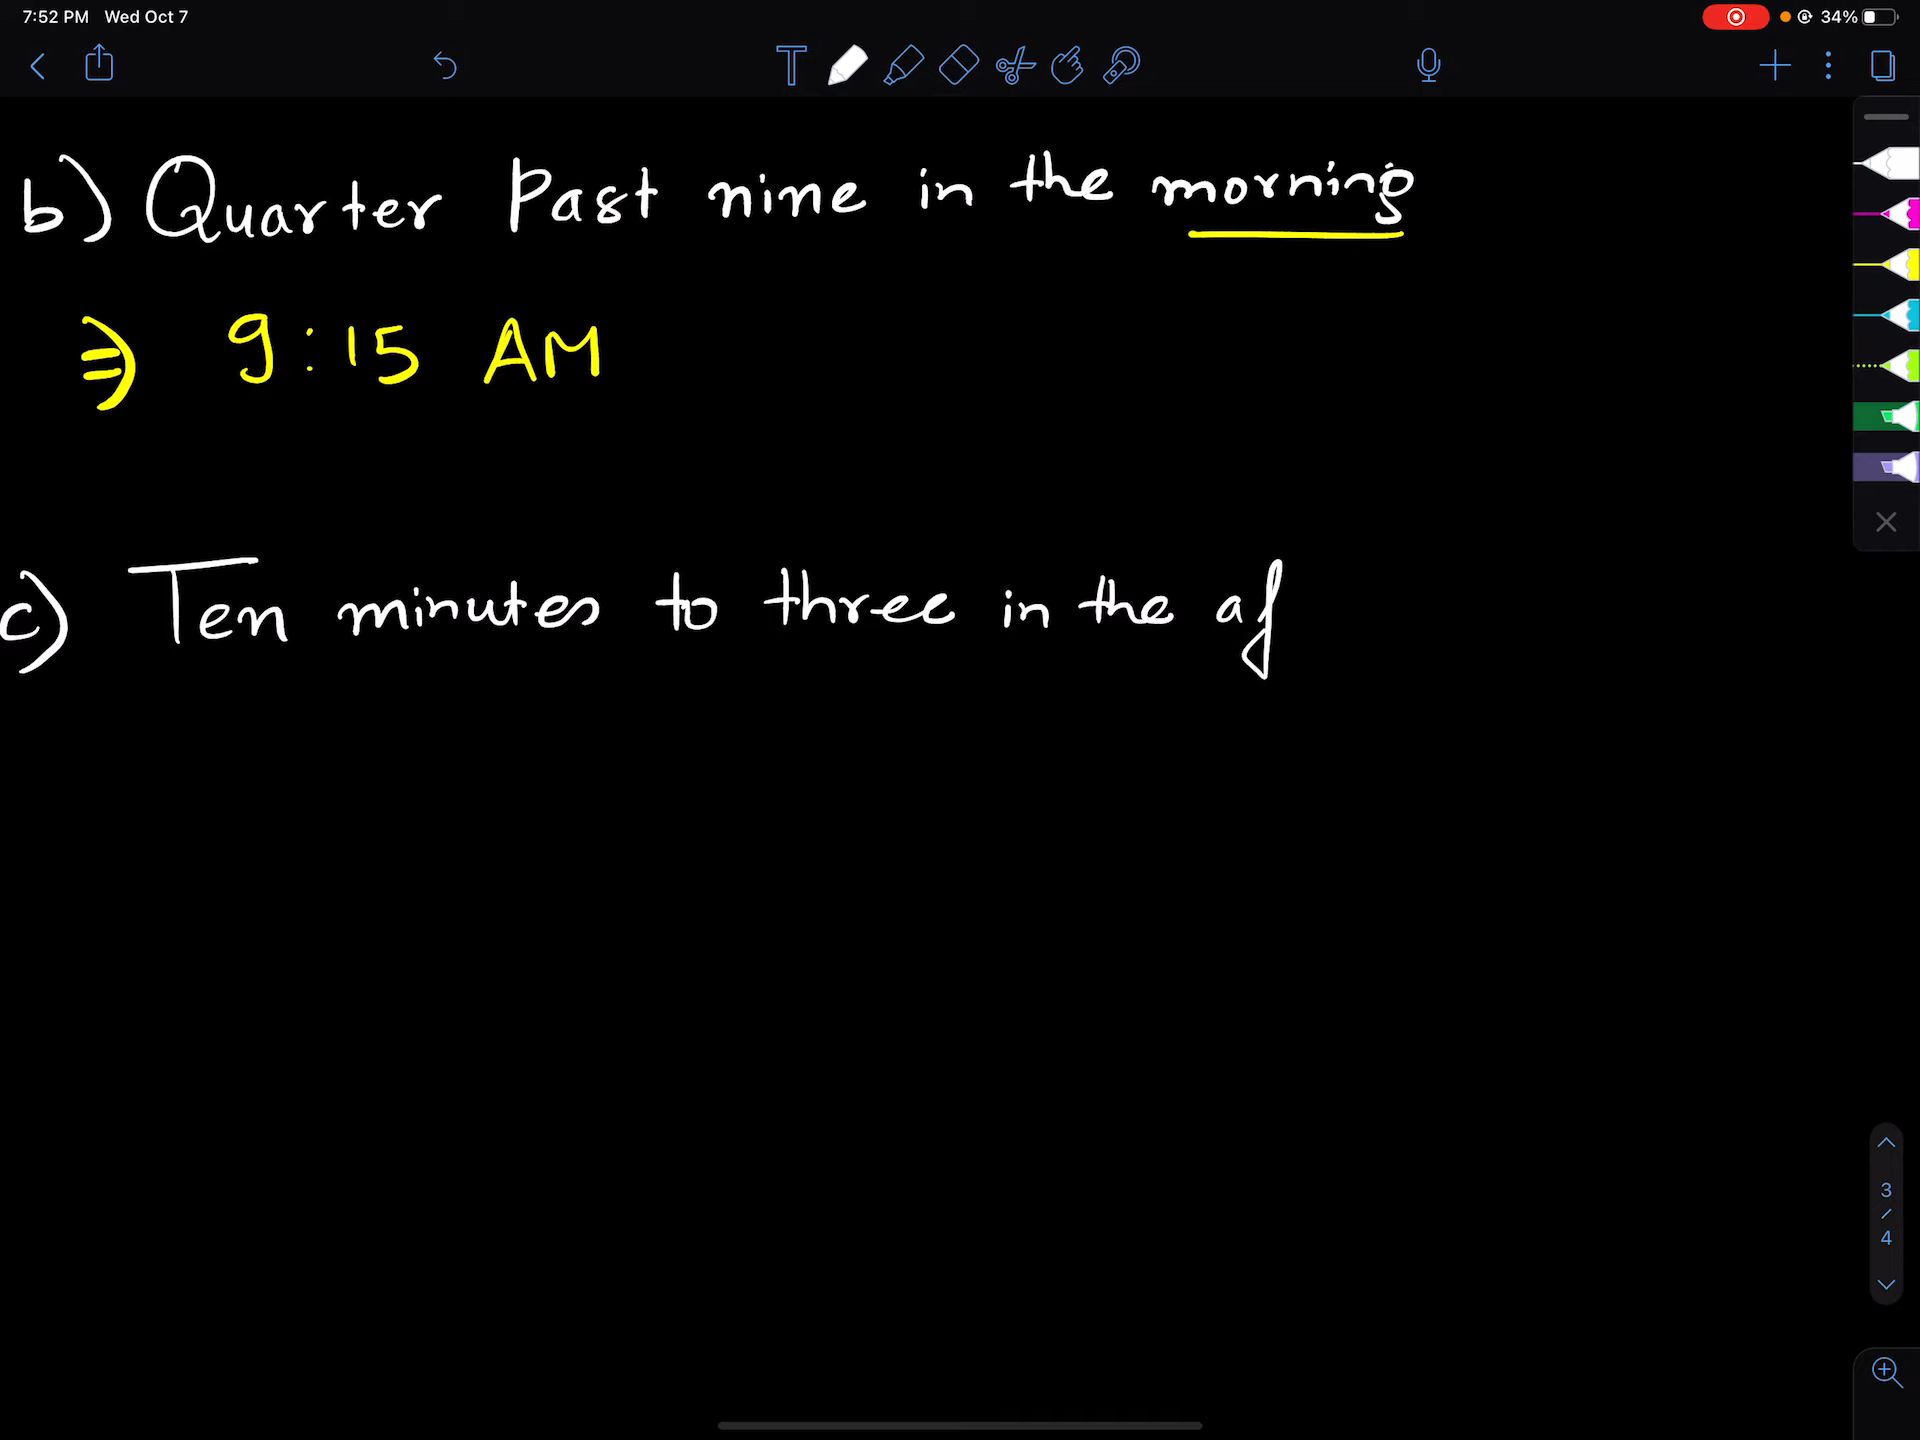 7:52 PM Wed Oct 7
34%
b) Quarter Past nine in the morning
⇒ 9:15 AM
c) Ten minutes to three in the af
3
/
4